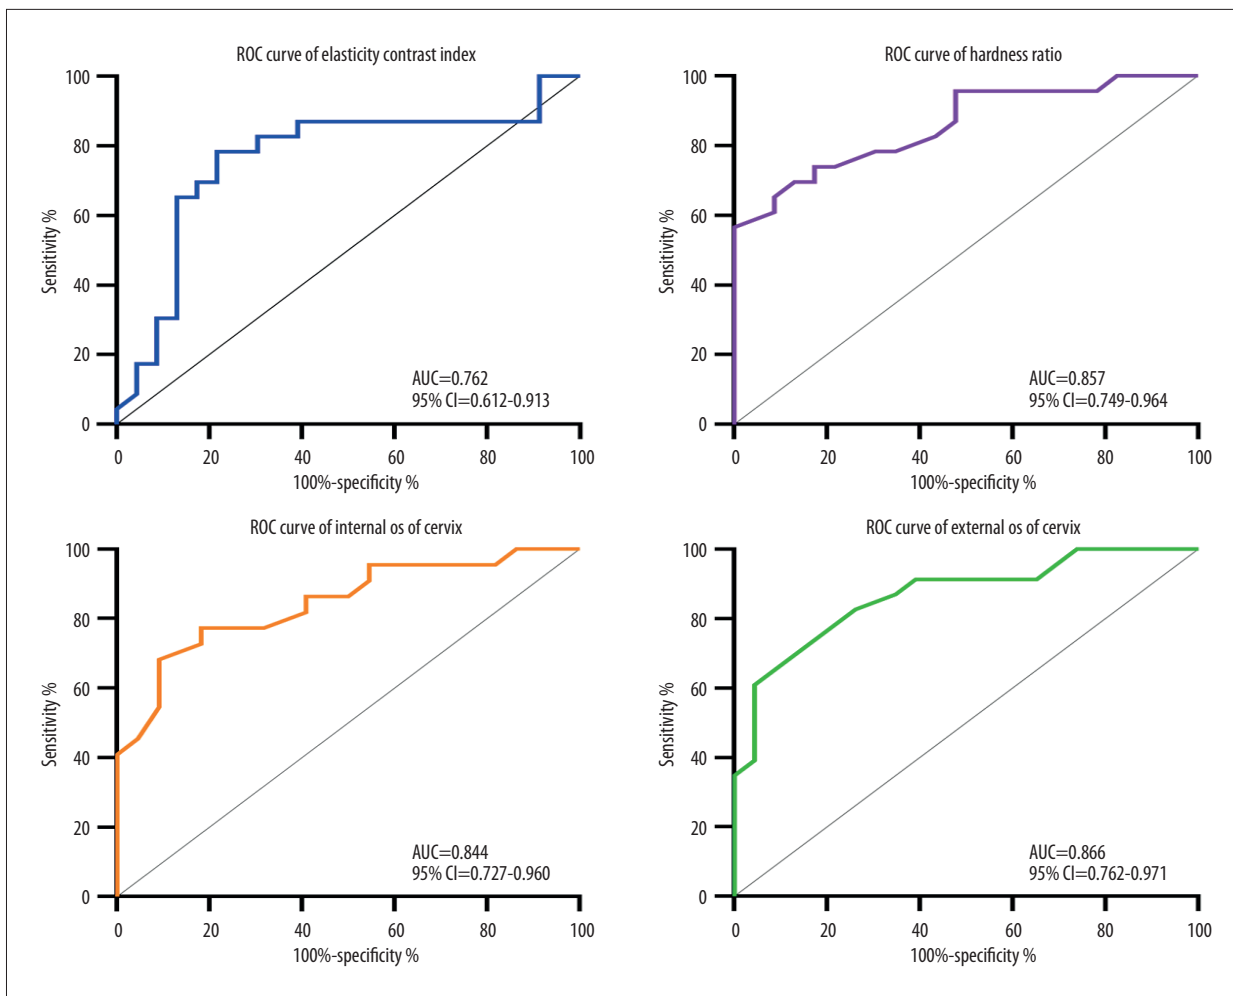 ROC curve of elasticity contrast index
100
80
60
40
20
0
Sensitivity %
AUC=0.762
95% CI=0.612-0.913
0 20 40 60 80 100
100%-specificity %
ROC curve of hardness ratio
100
80
60
40
20
0
Sensitivity %
AUC=0.857
95% CI=0.749-0.964
0 20 40 60 80 100
100%-specificity %
ROC curve of internal os of cervix
100
80
60
40
20
0
Sensitivity %
AUC=0.844
95% CI=0.727-0.960
0 20 40 60 80 100
100%-specificity %
ROC curve of external os of cervix
100
80
60
40
20
0
Sensitivity %
AUC=0.866
95% CI=0.762-0.971
0 20 40 60 80 100
100%-specificity %